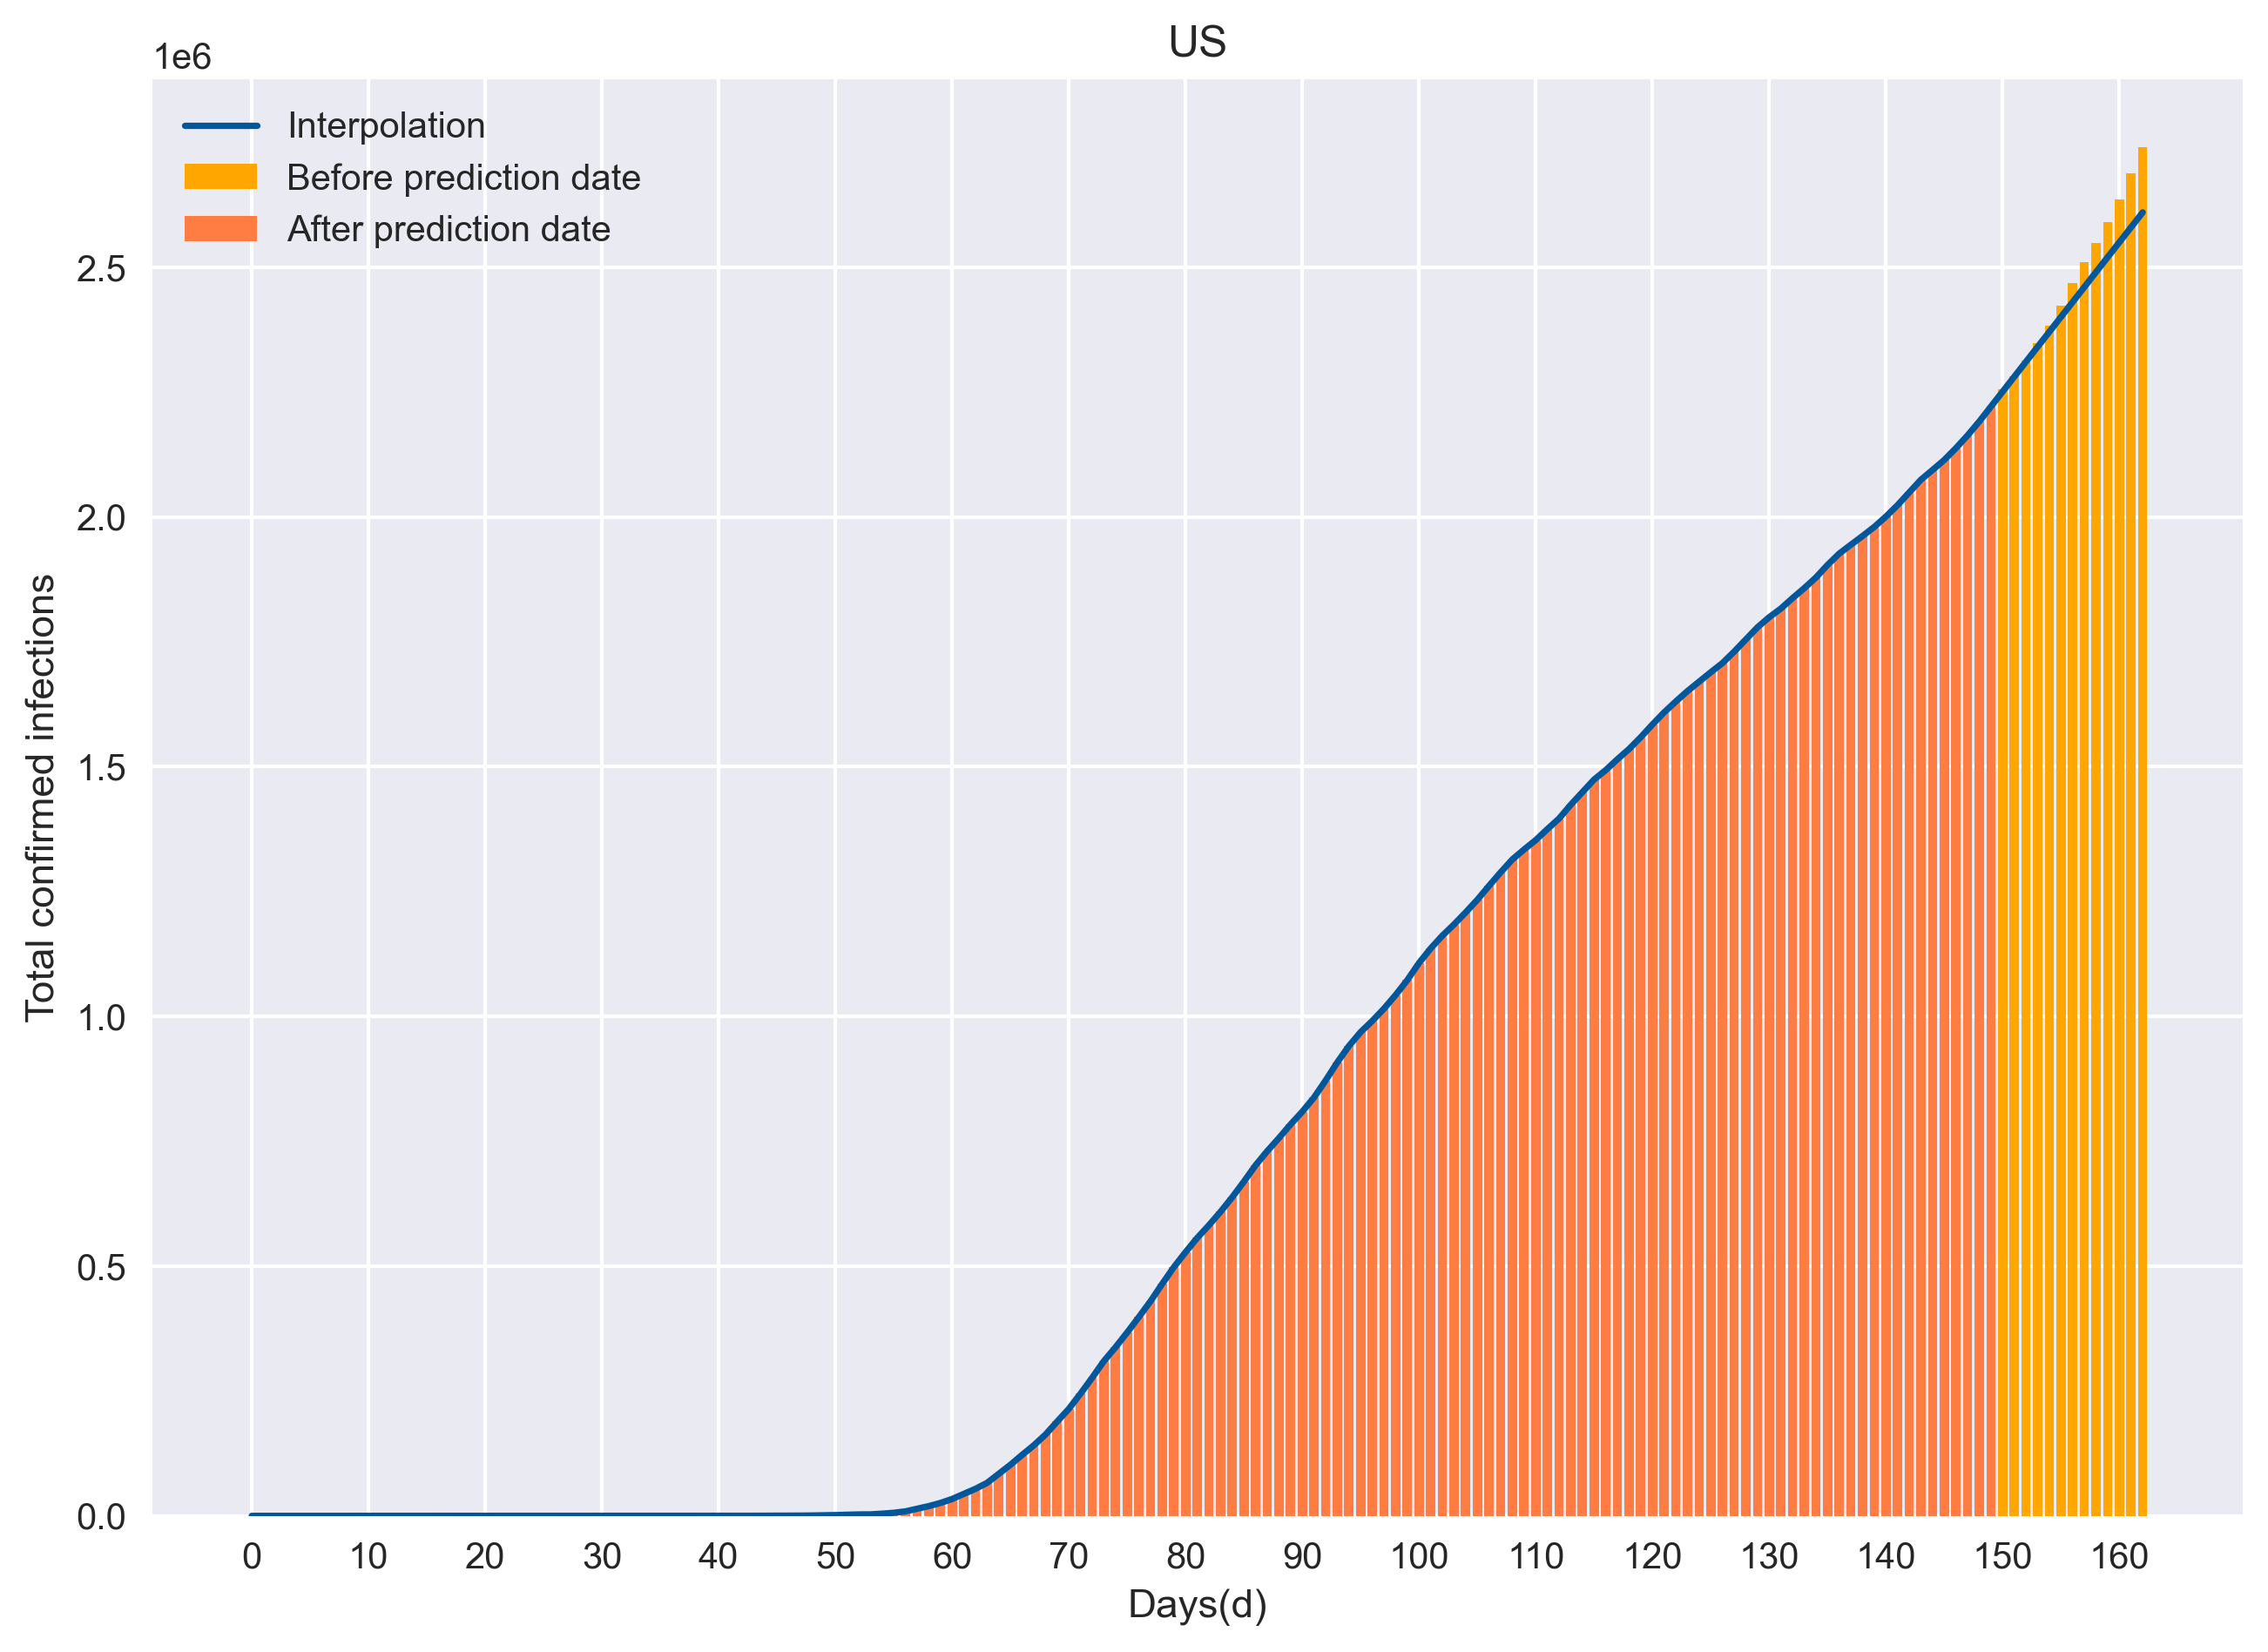 US
1e6
Interpolation
Before prediction date
After prediction date
2.5
2.0
1.5
1.0
0.5
0.0
Total confirmed infections
0 10 20 30 40 50 60 70 80 90 100 110 120 130 140 150 160
Days(d)